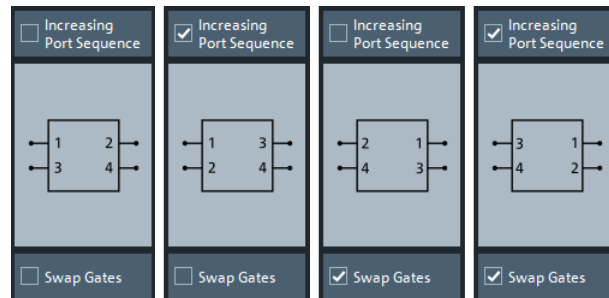 Increasing
Port Sequence
Increasing
Port Sequence
Increasing
Port Sequence
Increasing
Port Sequence
1 2
3 4
1 3
2 4
2 1
4 3
3 1
4 2
Swap Gates
Swap Gates
Swap Gates
Swap Gates